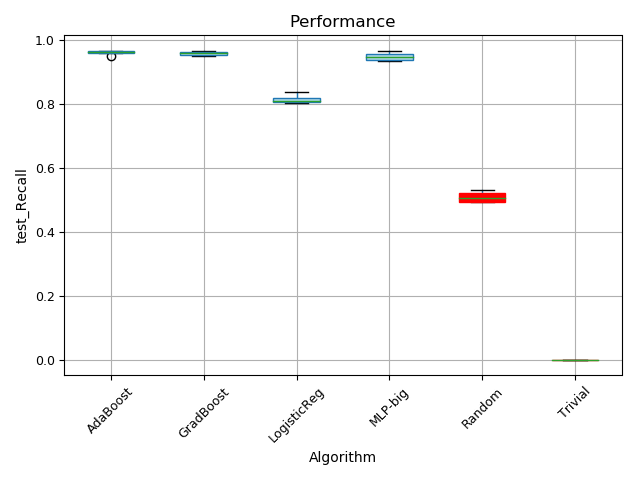 Performance
test_Recall
1.0
0.8
0.6
0.4
0.2
0.0
AdaBoost
GradBoost
LogisticReg
MLP-big
Random
Trivial
Algorithm